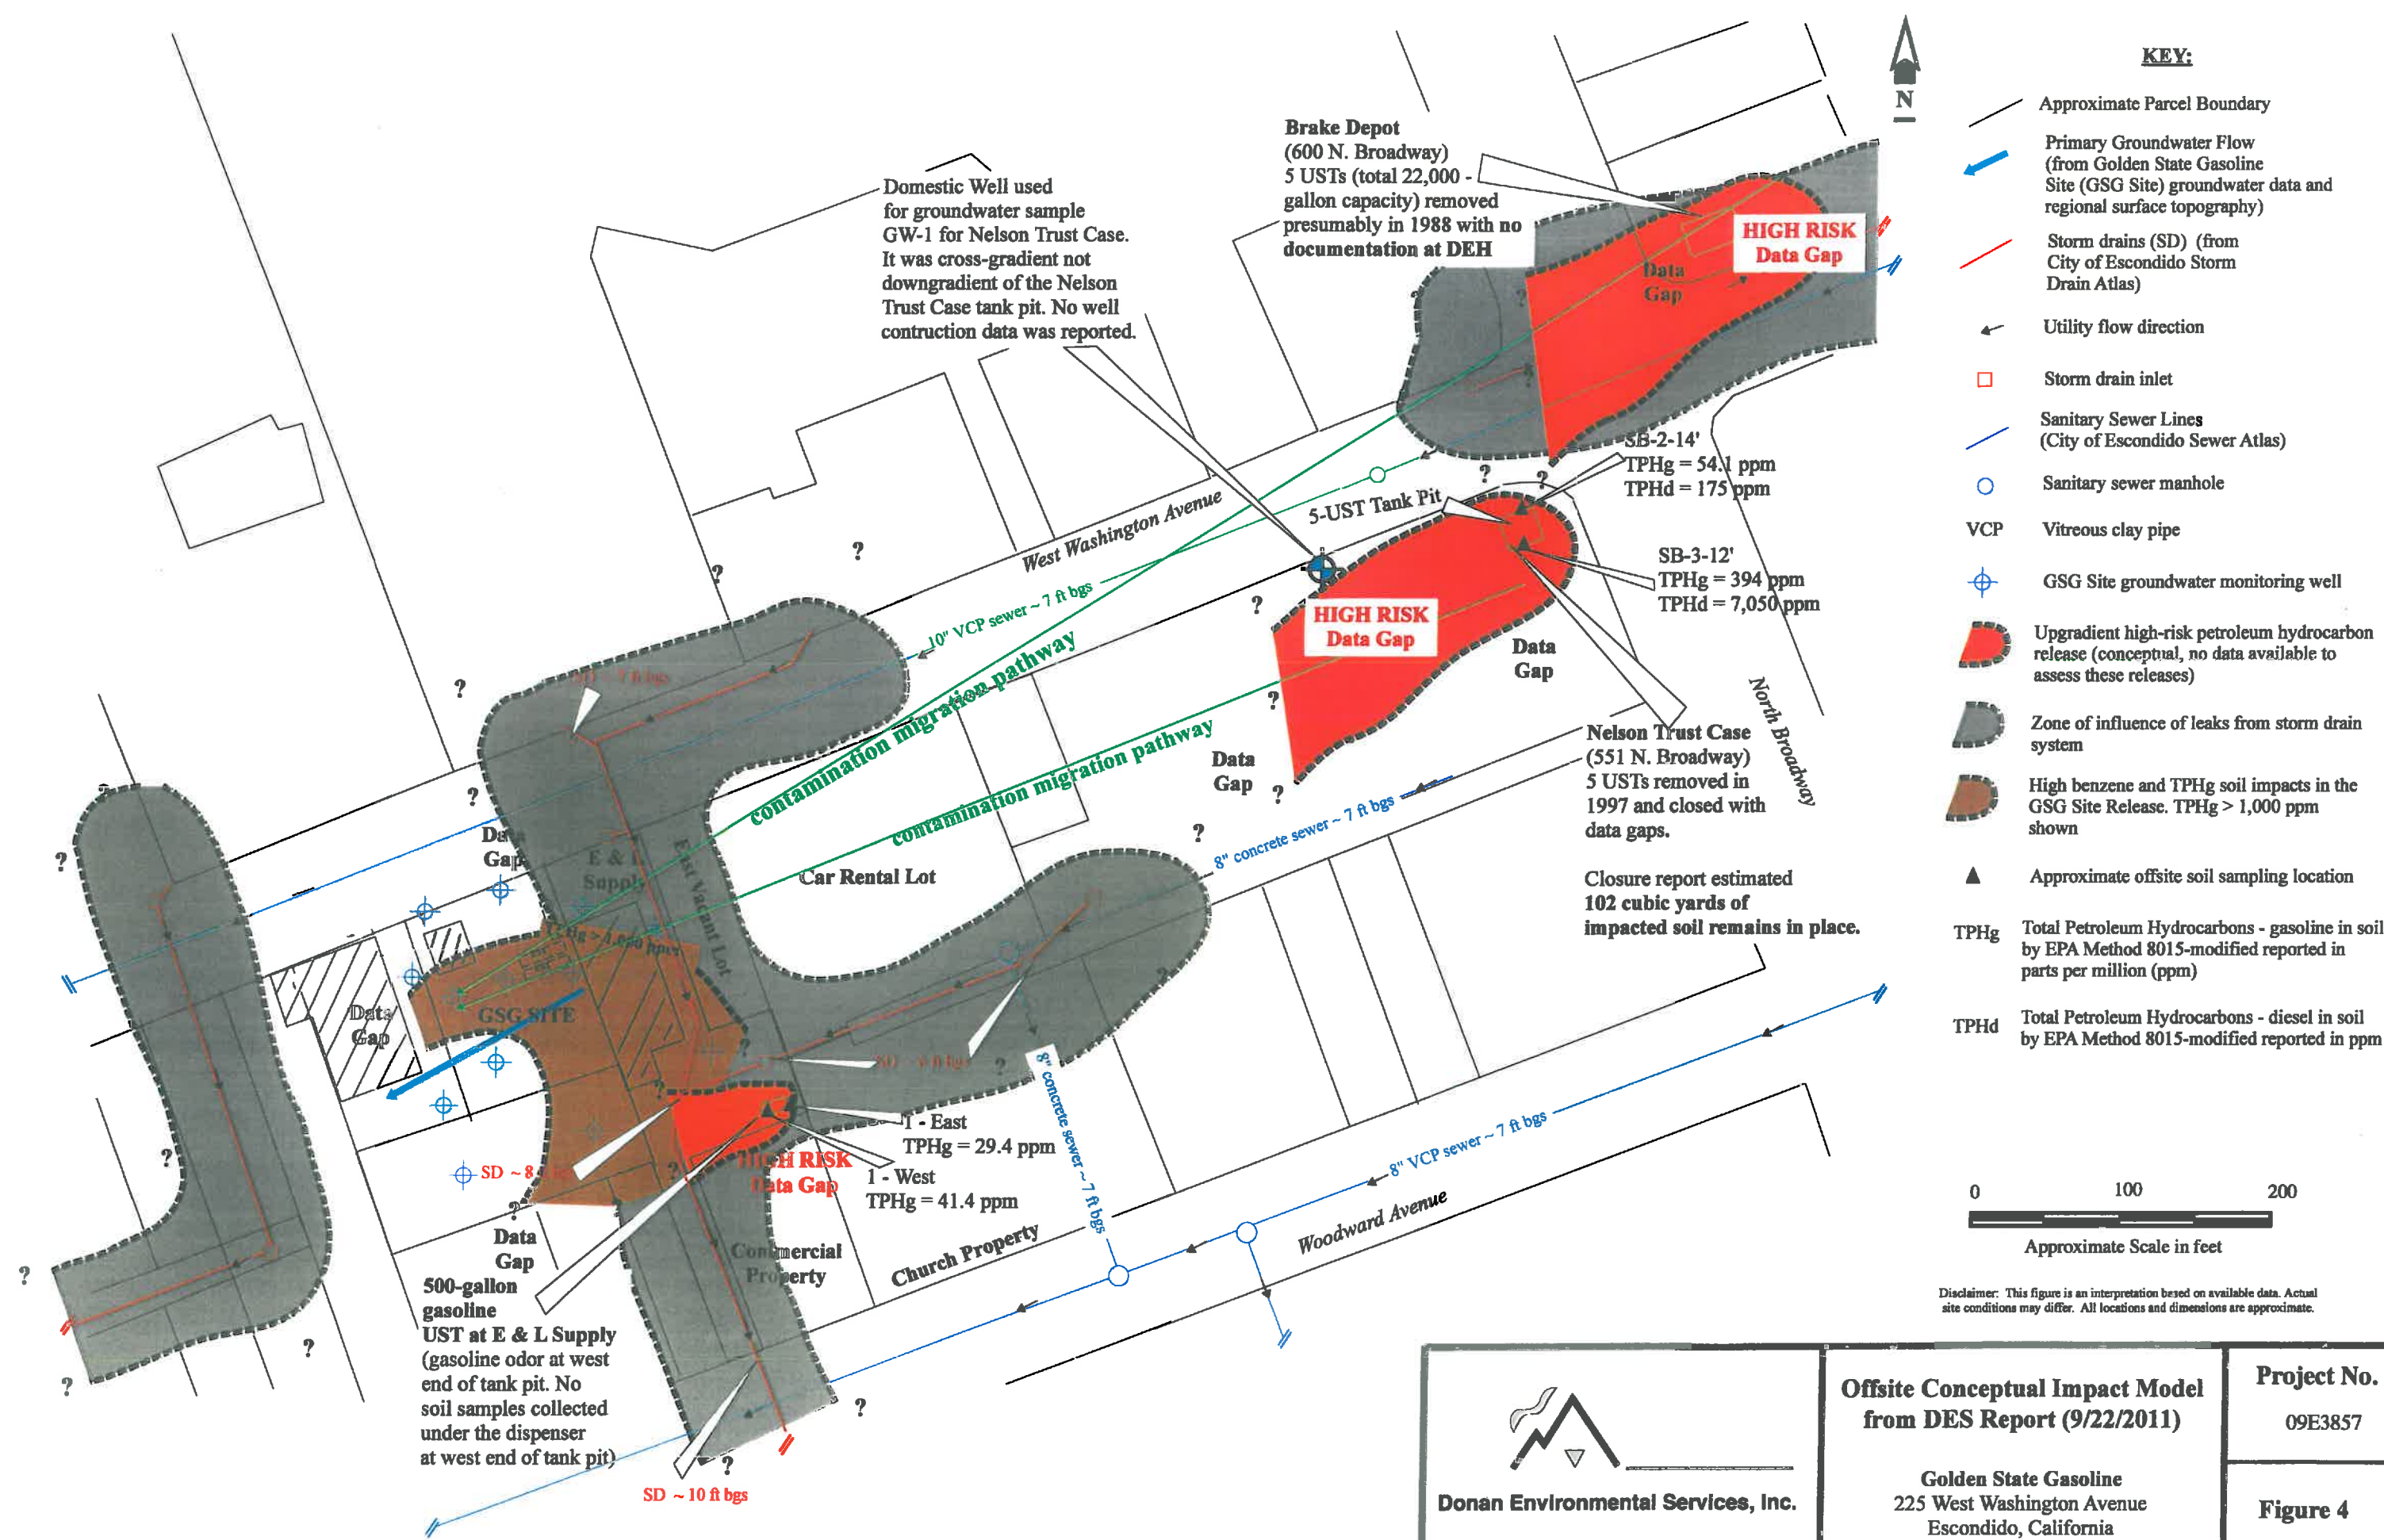 Domestic Well used
for groundwater sample
GW-1 for Nelson Trust Case.
It was cross-gradient not
downgradient of the Nelson
Trust Case tank pit. No well
contruction data was reported.
Brake Depot
(600 N. Broadway)
5 USTs (total 22,000 -
gallon capacity) removed
presumably in 1988 with no
documentation at DEH
HIGH RISK
Data Gap
Data
Gap
N
SB-2-14'
TPHg = 54.1 ppm
TPHd = 175 ppm
5-UST Tank Pit
SB-3-12'
TPHg = 394 ppm
TPHd = 7,050 ppm
HIGH RISK
Data Gap
Data
Gap
West Washington Avenue
10" VCP sewer ~ 7 ft bgs
contamination migration pathway
contamination migration pathway
North Broadway
Nelson Trust Case
(551 N. Broadway)
5 USTs removed in
1997 and closed with
data gaps.
Closure report estimated
102 cubic yards of
impacted soil remains in place.
Data
Gap
8" concrete sewer ~ 7 ft bgs
Car Rental Lot
East Vacant Lot
E & L
Supply
Data
Gap
Data
Gap
GSG SITE
SD ~ 6 ft bgs
8" concrete sewer ~ 7 ft bgs
8" VCP sewer ~ 7 ft bgs
Woodward Avenue
Church Property
1 - East
TPHg = 29.4 ppm
1 - West
TPHg = 41.4 ppm
HIGH RISK
Data Gap
SD ~ 8
Data
Gap
Commercial
Property
500-gallon
gasoline
UST at E & L Supply
(gasoline odor at west
end of tank pit. No
soil samples collected
under the dispenser
at west end of tank pit)
SD ~ 10 ft bgs
KEY:
Approximate Parcel Boundary
Primary Groundwater Flow
(from Golden State Gasoline
Site (GSG Site) groundwater data and
regional surface topography)
Storm drains (SD) (from
City of Escondido Storm
Drain Atlas)
Utility flow direction
Storm drain inlet
Sanitary Sewer Lines
(City of Escondido Sewer Atlas)
Sanitary sewer manhole
VCP Vitreous clay pipe
GSG Site groundwater monitoring well
Upgradient high-risk petroleum hydrocarbon
release (conceptual, no data available to
assess these releases)
Zone of influence of leaks from storm drain
system
High benzene and TPHg soil impacts in the
GSG Site Release. TPHg > 1,000 ppm
shown
Approximate offsite soil sampling location
TPHg Total Petroleum Hydrocarbons - gasoline in soil
by EPA Method 8015-modified reported in
parts per million (ppm)
TPHd Total Petroleum Hydrocarbons - diesel in soil
by EPA Method 8015-modified reported in ppm
0 100 200
Approximate Scale in feet
Disclaimer: This figure is an interpretation based on available data. Actual
site conditions may differ. All locations and dimensions are approximate.
Donan Environmental Services, Inc.
Offsite Conceptual Impact Model
from DES Report (9/22/2011)
Golden State Gasoline
225 West Washington Avenue
Escondido, California
Project No.
09E3857
Figure 4